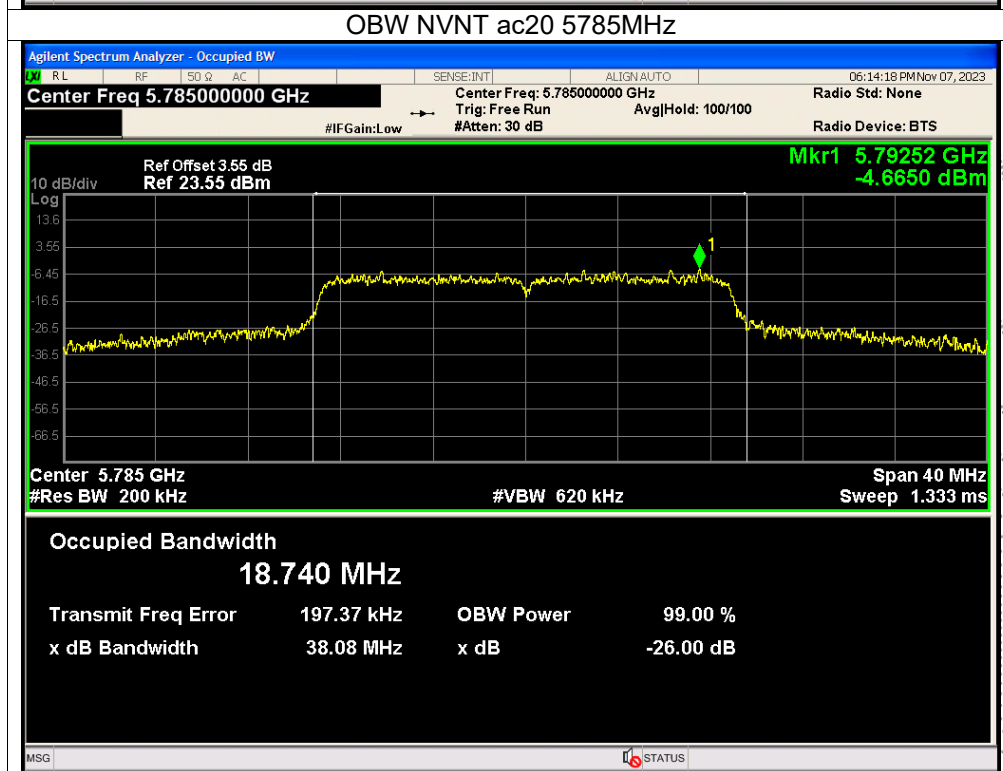 OBW NVNT ac20 5785MHz
Agilent Spectrum Analyzer - Occupied BW
LXI RL RF 50 Ω AC SENSE:INT ALIGN AUTO 06:14:18 PM Nov 07, 2023
Center Freq 5.785000000 GHz Center Freq: 5.785000000 GHz Radio Std: None
Trig: Free Run Avg|Hold: 100/100
#IFGain:Low #Atten: 30 dB Radio Device: BTS
Mkr1 5.79252 GHz
-4.6650 dBm
Ref Offset 3.55 dB
10 dB/div Ref 23.55 dBm
Log
13.6
3.55
-6.45
-16.5
-26.5
-36.5
-46.5
-56.5
-66.5
1
Center 5.785 GHz Span 40 MHz
#Res BW 200 kHz #VBW 620 kHz Sweep 1.333 ms
Occupied Bandwidth
18.740 MHz
Transmit Freq Error 197.37 kHz OBW Power 99.00 %
x dB Bandwidth 38.08 MHz x dB -26.00 dB
MSG STATUS